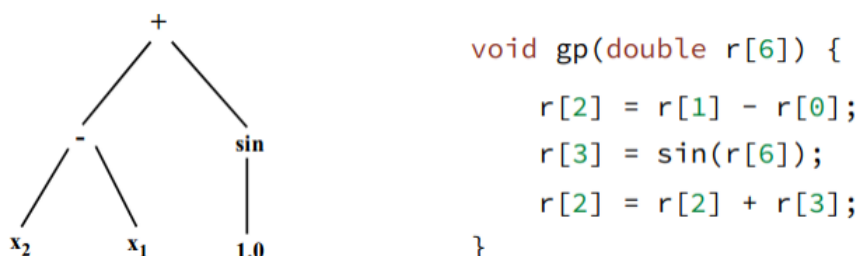 +
-
sin
x₂
x₁
1.0
void gp(double r[6]) {
r[2] = r[1] - r[0];
r[3] = sin(r[6]);
r[2] = r[2] + r[3];
}